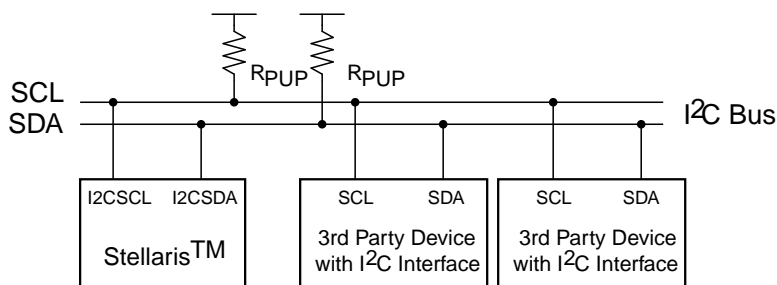 RPUP RPUP
SCL
SDA
I²C Bus
I2CSCL I2CSDA
Stellaris™
SCL SDA
3rd Party Device
with I²C Interface
SCL SDA
3rd Party Device
with I²C Interface